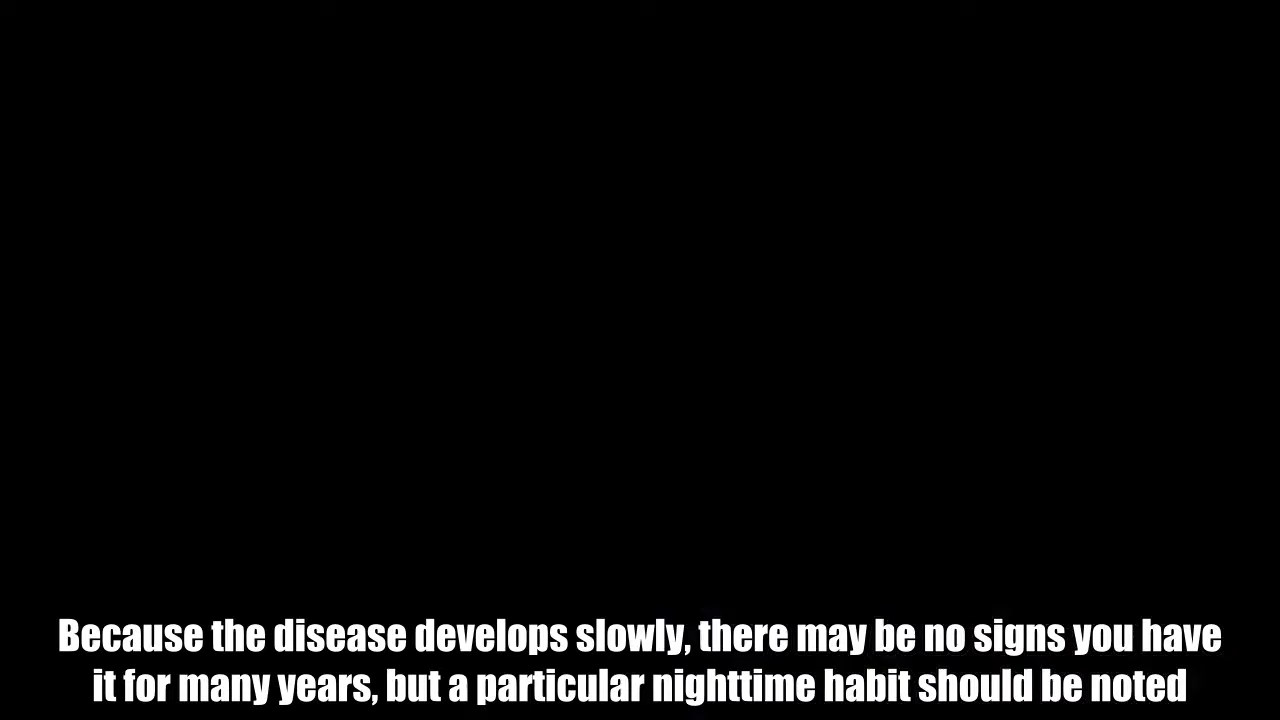 Because the disease develops slowly, there may be no signs you have
it for many years, but a particular nighttime habit should be noted